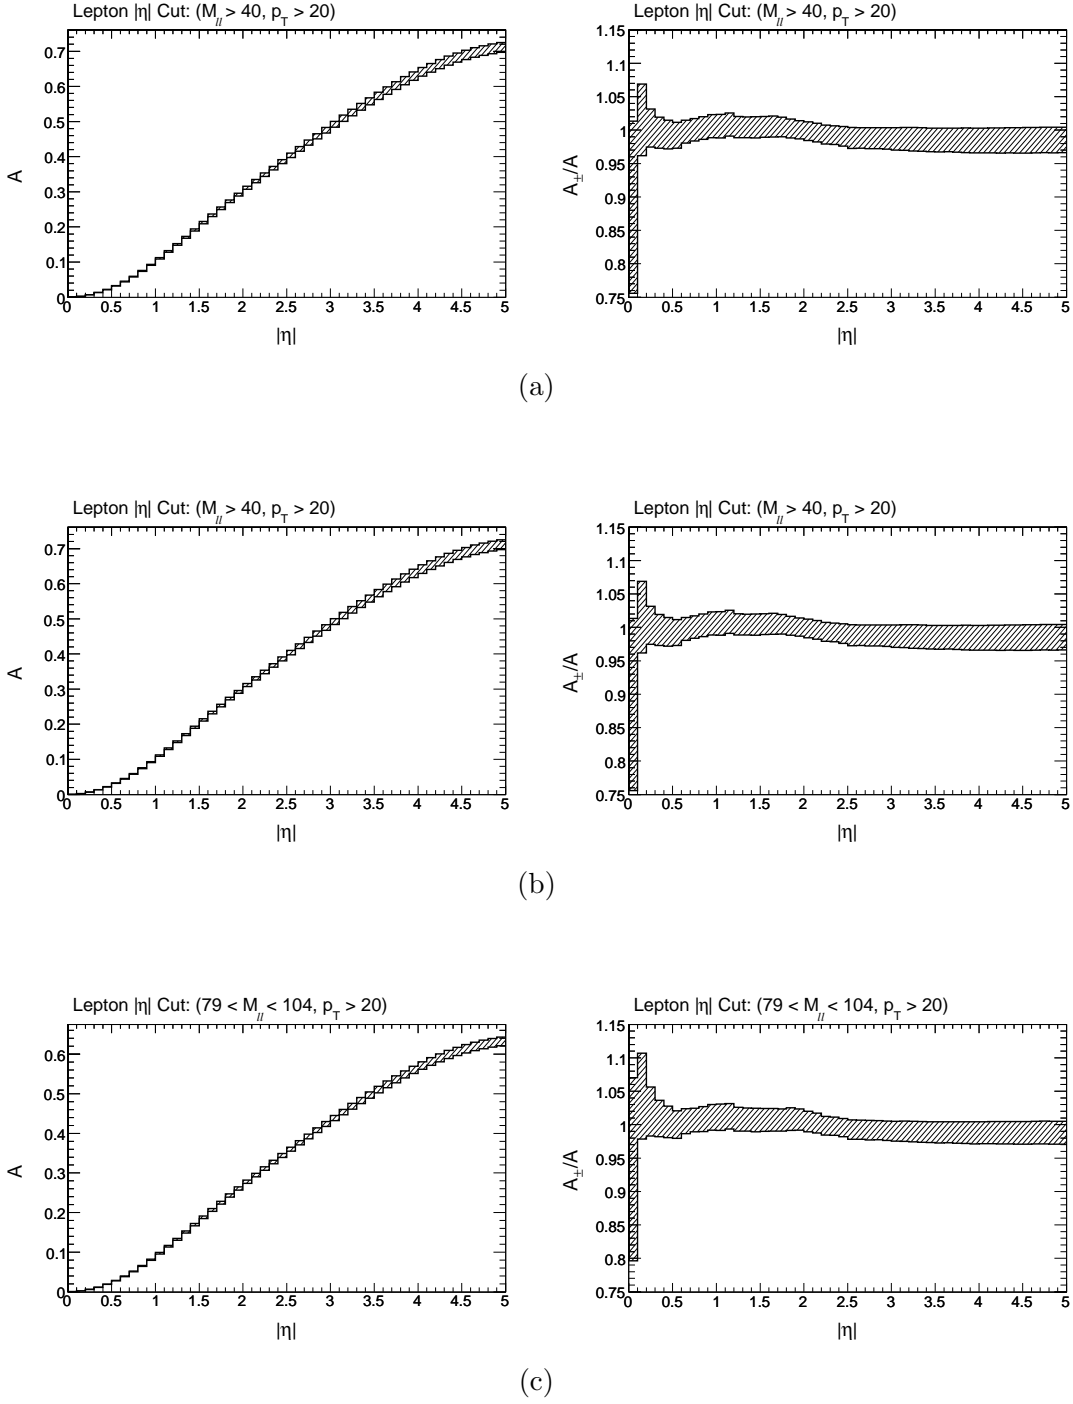 Lepton |η| Cut: (M_ll > 40, p_T > 20)
A
0.7
0.6
0.5
0.4
0.3
0.2
0.1
0
0 0.5 1 1.5 2 2.5 3 3.5 4 4.5 5
|η|
Lepton |η| Cut: (M_ll > 40, p_T > 20)
A_±/A
1.15
1.1
1.05
1
0.95
0.9
0.85
0.8
0.75
0 0.5 1 1.5 2 2.5 3 3.5 4 4.5 5
|η|
(a)
Lepton |η| Cut: (M_ll > 40, p_T > 20)
A
0.7
0.6
0.5
0.4
0.3
0.2
0.1
0
0 0.5 1 1.5 2 2.5 3 3.5 4 4.5 5
|η|
Lepton |η| Cut: (M_ll > 40, p_T > 20)
A_±/A
1.15
1.1
1.05
1
0.95
0.9
0.85
0.8
0.75
0 0.5 1 1.5 2 2.5 3 3.5 4 4.5 5
|η|
(b)
Lepton |η| Cut: (79 < M_ll < 104, p_T > 20)
A
0.6
0.5
0.4
0.3
0.2
0.1
0
0 0.5 1 1.5 2 2.5 3 3.5 4 4.5 5
|η|
Lepton |η| Cut: (79 < M_ll < 104, p_T > 20)
A_±/A
1.15
1.1
1.05
1
0.95
0.9
0.85
0.8
0.75
0 0.5 1 1.5 2 2.5 3 3.5 4 4.5 5
|η|
(c)